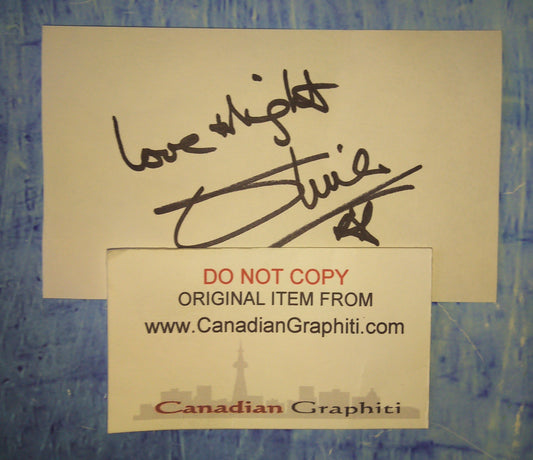 Love + light
DO NOT COPY
ORIGINAL ITEM FROM
www.CanadianGraphiti.com
Canadian Graphiti